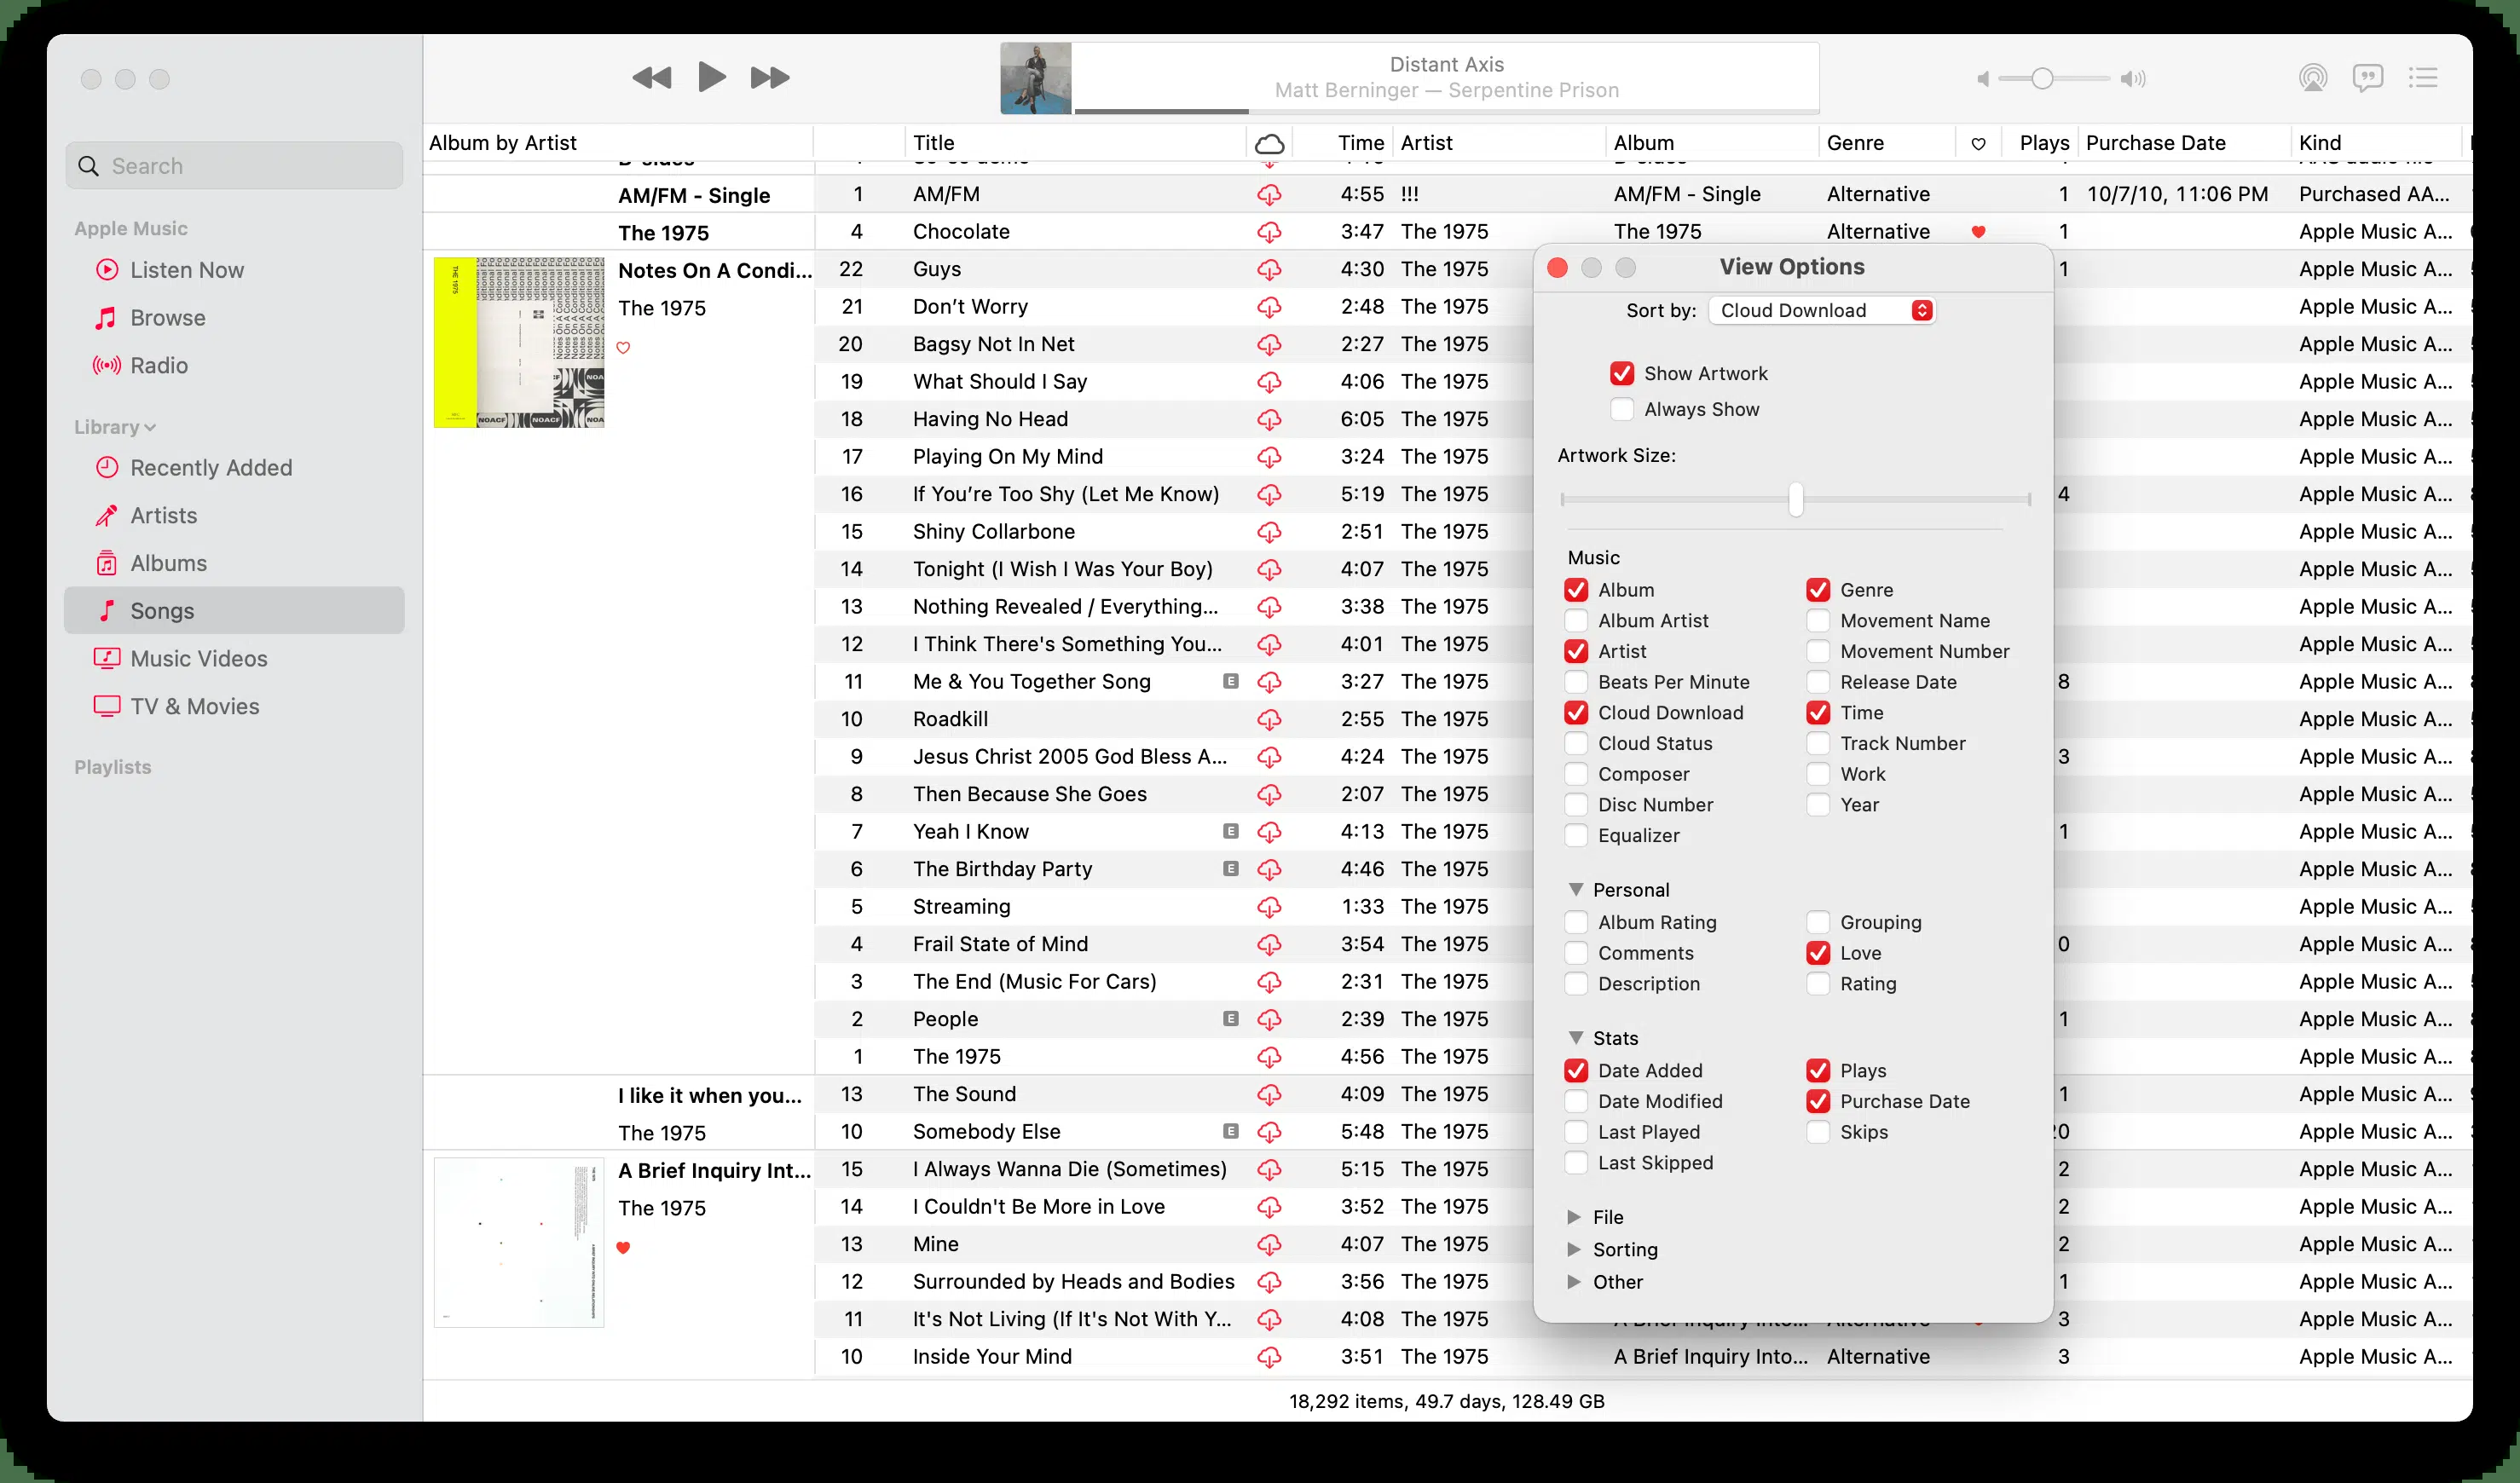 Distant Axis
Matt Berninger — Serpentine Prison
Search
Apple Music
Listen Now
Browse
Radio
Library
Recently Added
Artists
Albums
Songs
Music Videos
TV & Movies
Playlists
Album by Artist Title Time Artist Album Genre Plays Purchase Date Kind
AM/FM - Single 1 AM/FM 4:55 !!! AM/FM - Single Alternative 1 10/7/10, 11:06 PM Purchased AA...
The 1975 4 Chocolate 3:47 The 1975 The 1975 Alternative 1 Apple Music A...
Notes On A Condi... 22 Guys 4:30 The 1975 1 Apple Music A...
The 1975 21 Don’t Worry 2:48 The 1975 Apple Music A...
20 Bagsy Not In Net 2:27 The 1975 Apple Music A...
19 What Should I Say 4:06 The 1975 Apple Music A...
18 Having No Head 6:05 The 1975 Apple Music A...
17 Playing On My Mind 3:24 The 1975 Apple Music A...
16 If You’re Too Shy (Let Me Know) 5:19 The 1975 4 Apple Music A...
15 Shiny Collarbone 2:51 The 1975 Apple Music A...
14 Tonight (I Wish I Was Your Boy) 4:07 The 1975 Apple Music A...
13 Nothing Revealed / Everything... 3:38 The 1975 Apple Music A...
12 I Think There's Something You... 4:01 The 1975 Apple Music A...
11 Me & You Together Song E 3:27 The 1975 8 Apple Music A...
10 Roadkill 2:55 The 1975 Apple Music A...
9 Jesus Christ 2005 God Bless A... 4:24 The 1975 3 Apple Music A...
8 Then Because She Goes 2:07 The 1975 Apple Music A...
7 Yeah I Know E 4:13 The 1975 1 Apple Music A...
6 The Birthday Party E 4:46 The 1975 Apple Music A...
5 Streaming 1:33 The 1975 Apple Music A...
4 Frail State of Mind 3:54 The 1975 0 Apple Music A...
3 The End (Music For Cars) 2:31 The 1975 Apple Music A...
2 People E 2:39 The 1975 1 Apple Music A...
1 The 1975 4:56 The 1975 Apple Music A...
I like it when you... 13 The Sound 4:09 The 1975 1 Apple Music A...
The 1975 10 Somebody Else E 5:48 The 1975 0 Apple Music A...
A Brief Inquiry Int... 15 I Always Wanna Die (Sometimes) 5:15 The 1975 2 Apple Music A...
The 1975 14 I Couldn't Be More in Love 3:52 The 1975 2 Apple Music A...
13 Mine 4:07 The 1975 2 Apple Music A...
12 Surrounded by Heads and Bodies 3:56 The 1975 1 Apple Music A...
11 It's Not Living (If It's Not With Y... 4:08 The 1975 3 Apple Music A...
10 Inside Your Mind 3:51 The 1975 A Brief Inquiry Into... Alternative 3 Apple Music A...
18,292 items, 49.7 days, 128.49 GB
View Options
Sort by: Cloud Download
Show Artwork
Always Show
Artwork Size:
Music
Album Genre
Album Artist Movement Name
Artist Movement Number
Beats Per Minute Release Date
Cloud Download Time
Cloud Status Track Number
Composer Work
Disc Number Year
Equalizer
Personal
Album Rating Grouping
Comments Love
Description Rating
Stats
Date Added Plays
Date Modified Purchase Date
Last Played Skips
Last Skipped
File
Sorting
Other